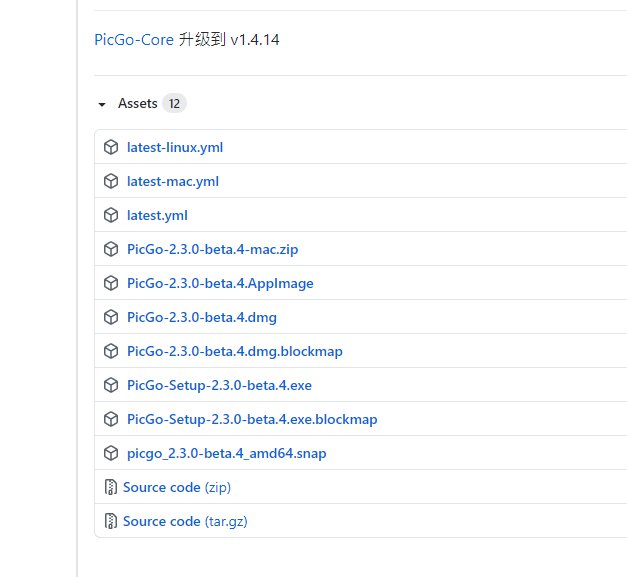 PicGo-Core 升级到 v1.4.14
Assets 12
latest-linux.yml
latest-mac.yml
latest.yml
PicGo-2.3.0-beta.4-mac.zip
PicGo-2.3.0-beta.4.AppImage
PicGo-2.3.0-beta.4.dmg
PicGo-2.3.0-beta.4.dmg.blockmap
PicGo-Setup-2.3.0-beta.4.exe
PicGo-Setup-2.3.0-beta.4.exe.blockmap
picgo_2.3.0-beta.4_amd64.snap
Source code (zip)
Source code (tar.gz)